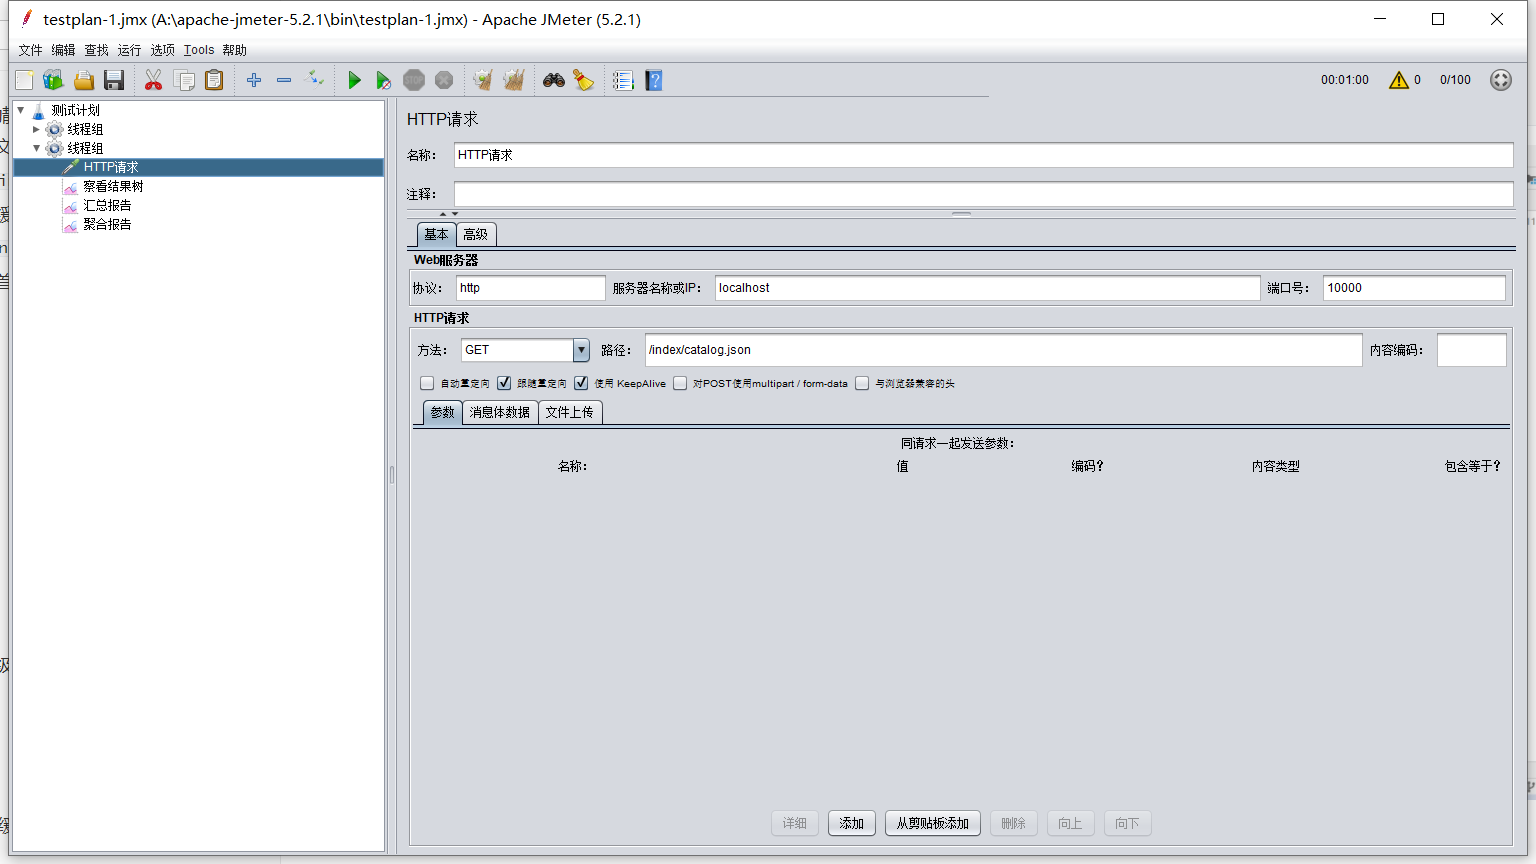 testplan-1.jmx (A:\apache-jmeter-5.2.1\bin\testplan-1.jmx) - Apache JMeter (5.2.1)
文件 编辑 查找 运行 选项 Tools 帮助
STOP
00:01:00 0 0/100
测试计划
线程组
线程组
HTTP请求
察看结果树
汇总报告
聚合报告
HTTP请求
名称： HTTP请求
注释：
基本 高级
Web服务器
协议： http 服务器名称或IP： localhost 端口号： 10000
HTTP请求
方法： GET 路径： /index/catalog.json 内容编码：
自动重定向 跟随重定向 使用 KeepAlive 对POST使用multipart / form-data 与浏览器兼容的头
参数 消息体数据 文件上传
同请求一起发送参数：
名称： 值 编码？ 内容类型 包含等于？
详细 添加 从剪贴板添加 删除 向上 向下